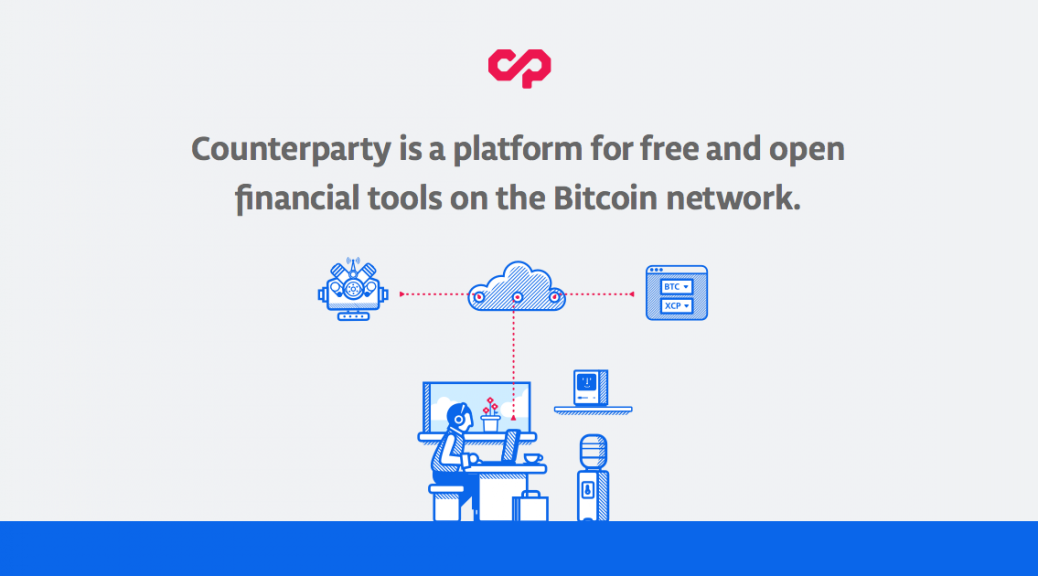 Counterparty is a platform for free and open
financial tools on the Bitcoin network.
BTC
XCP